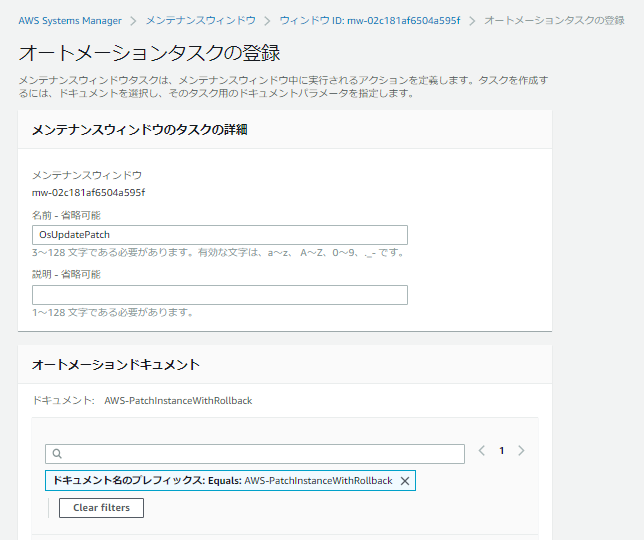 AWS Systems Manager > メンテナンスウィンドウ > ウィンドウ ID: mw-02c181af6504a595f > オートメーションタスクの登録
オートメーションタスクの登録
メンテナンスウィンドウタスクは、メンテナンスウィンドウ中に実行されるアクションを定義します。タスクを作成す
るには、ドキュメントを選択し、そのタスク用のドキュメントパラメータを指定します。
メンテナンスウィンドウのタスクの詳細
メンテナンスウィンドウ
mw-02c181af6504a595f
名前 - 省略可能
OsUpdatePatch
3～128 文字である必要があります。有効な文字は、a～z、 A～Z、0～9、._- です。
説明 - 省略可能
1～128 文字である必要があります。
オートメーションドキュメント
ドキュメント: AWS-PatchInstanceWithRollback
< 1 >
ドキュメント名のプレフィックス: Equals: AWS-PatchInstanceWithRollback ×
Clear filters